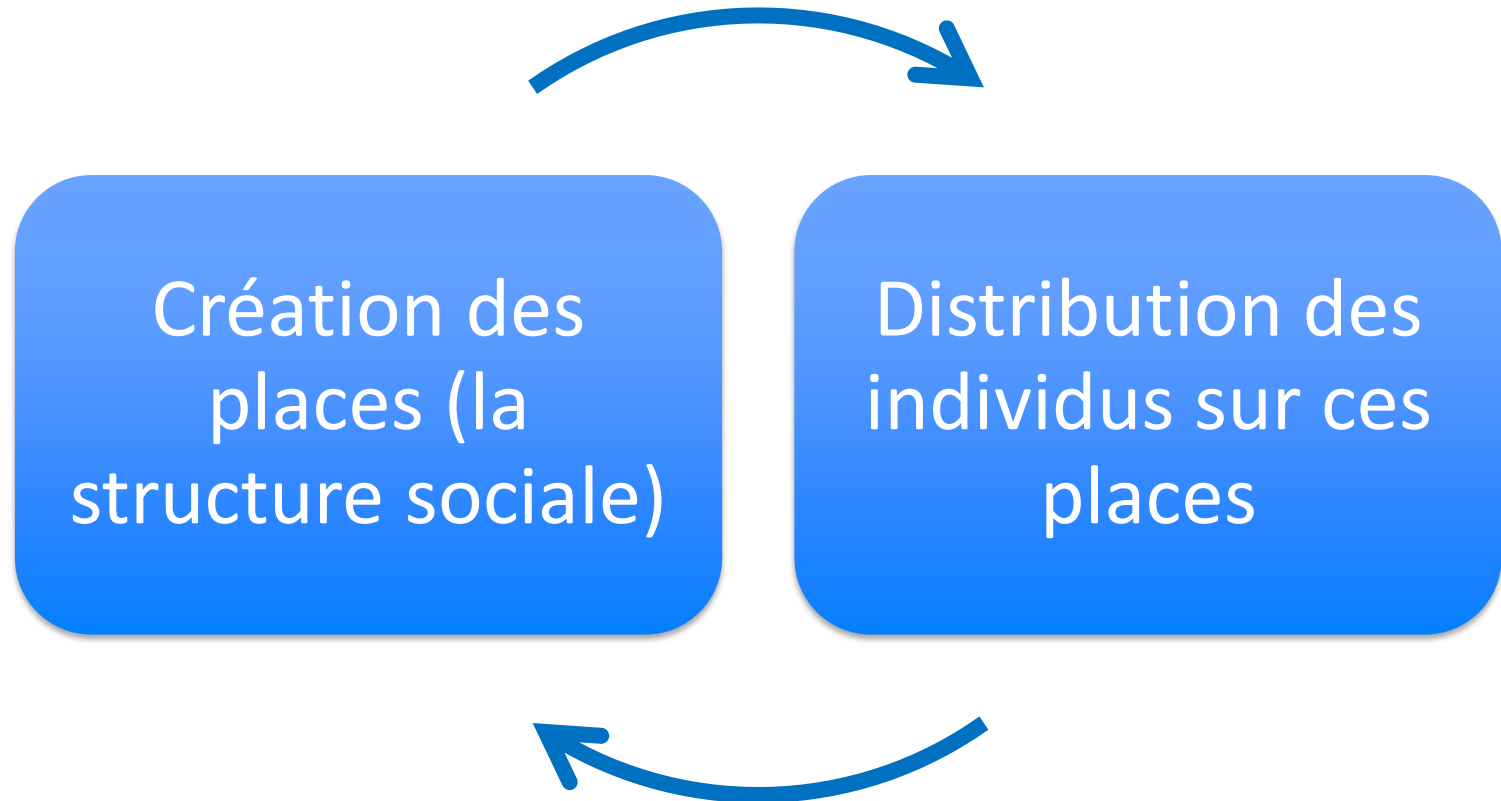 Création des
places (la
structure sociale)
Distribution des
individus sur ces
places